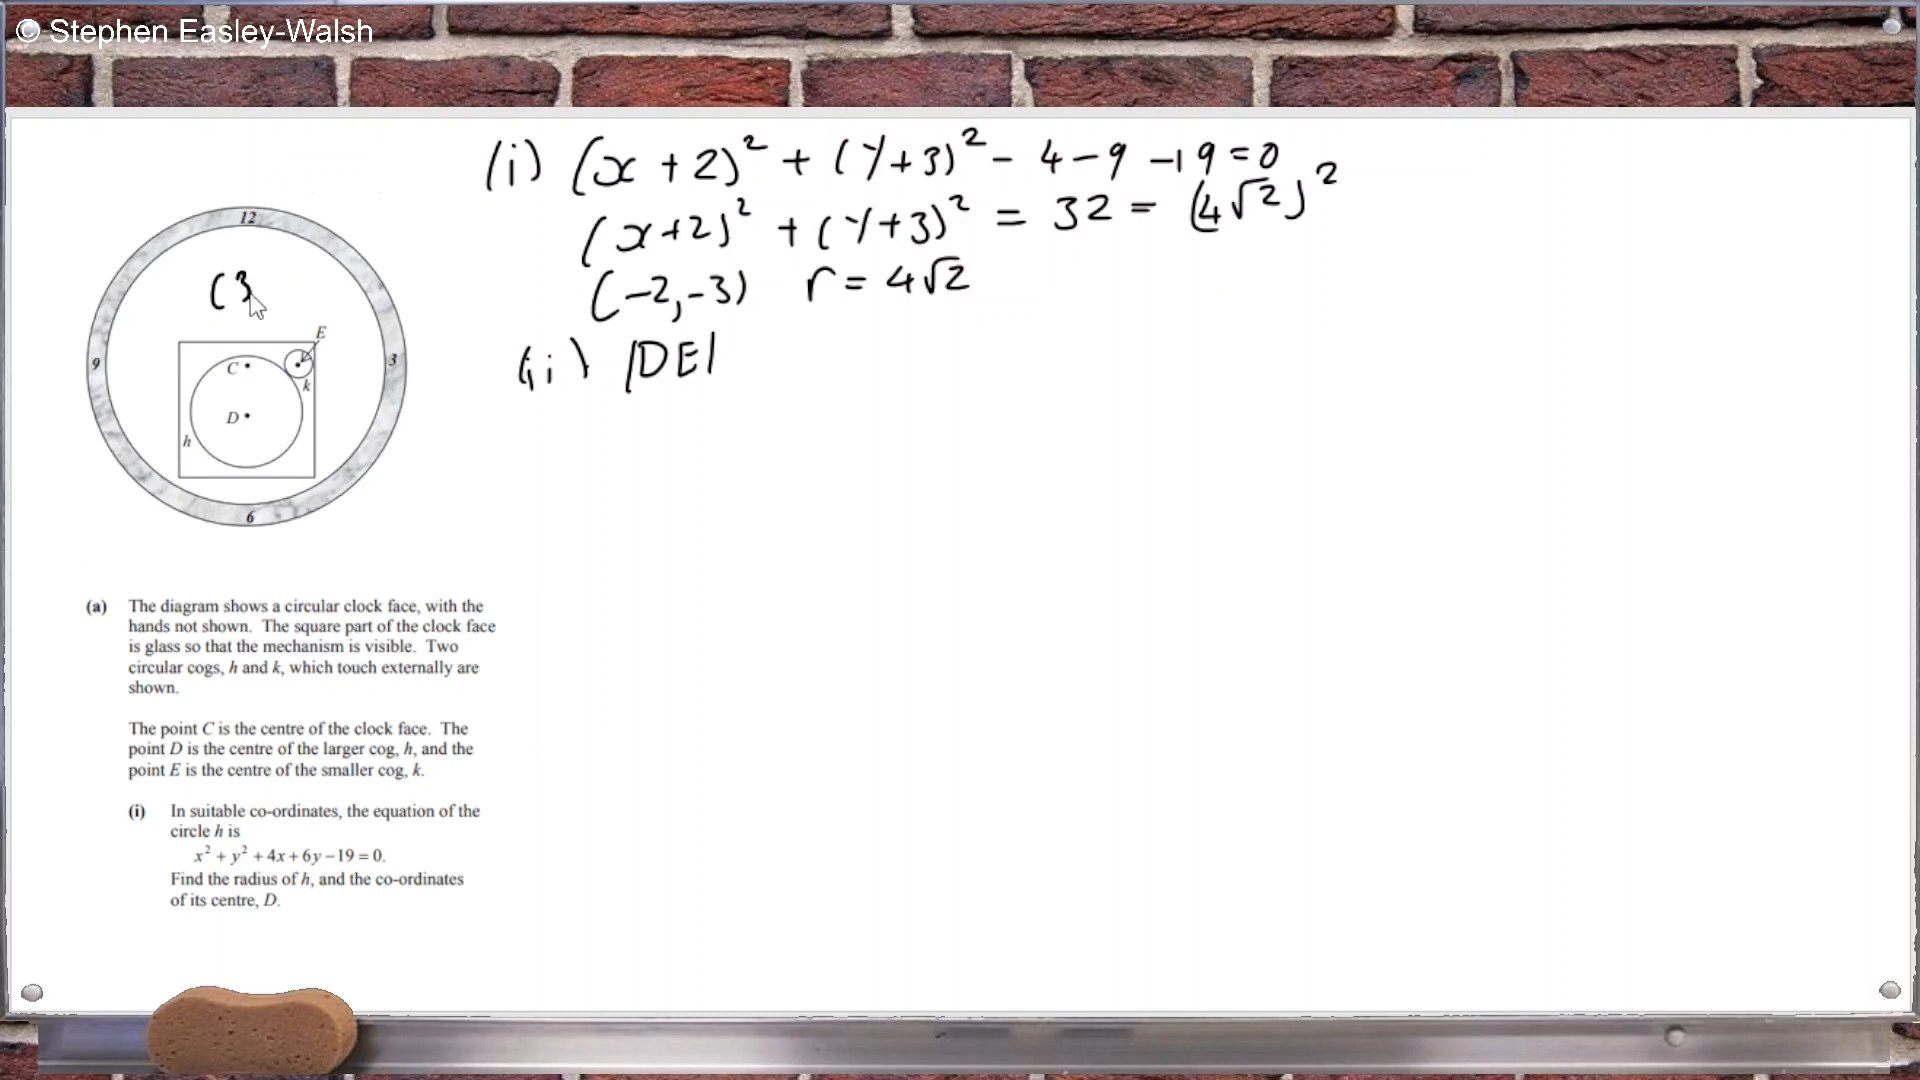 © Stephen Easley-Walsh
(i) (x + 2)² + (y + 3)² - 4 - 9 - 19 = 0
(x + 2)² + (y + 3)² = 32 = (4√2)²
(-2, -3) r = 4√2
(ii) |DE|
12
(3
E
9
C
3
k
D
h
6
(a) The diagram shows a circular clock face, with the
hands not shown. The square part of the clock face
is glass so that the mechanism is visible. Two
circular cogs, h and k, which touch externally are
shown.
The point C is the centre of the clock face. The
point D is the centre of the larger cog, h, and the
point E is the centre of the smaller cog, k.
(i) In suitable co-ordinates, the equation of the
circle h is
x² + y² + 4x + 6y − 19 = 0.
Find the radius of h, and the co-ordinates
of its centre, D.